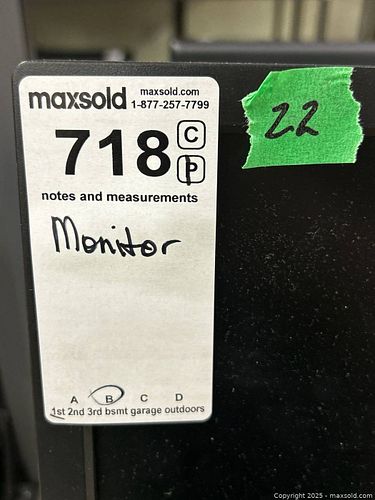 maxsold
maxsold.com
1-877-257-7799
718
C
P
notes and measurements
Monitor
A B C D
1st 2nd 3rd bsmt garage outdoors
22
Copyright 2025 - maxsold.com